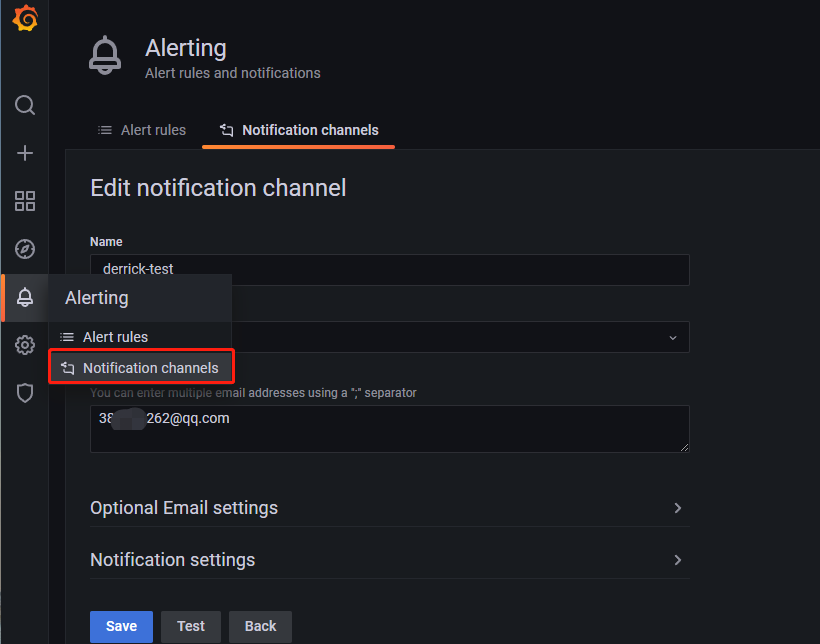 Alerting
Alert rules and notifications
Alert rules
Notification channels
Edit notification channel
Name
derrick-test
Alerting
Alert rules
Notification channels
You can enter multiple email addresses using a ";" separator
38 262@qq.com
Optional Email settings
Notification settings
Save
Test
Back